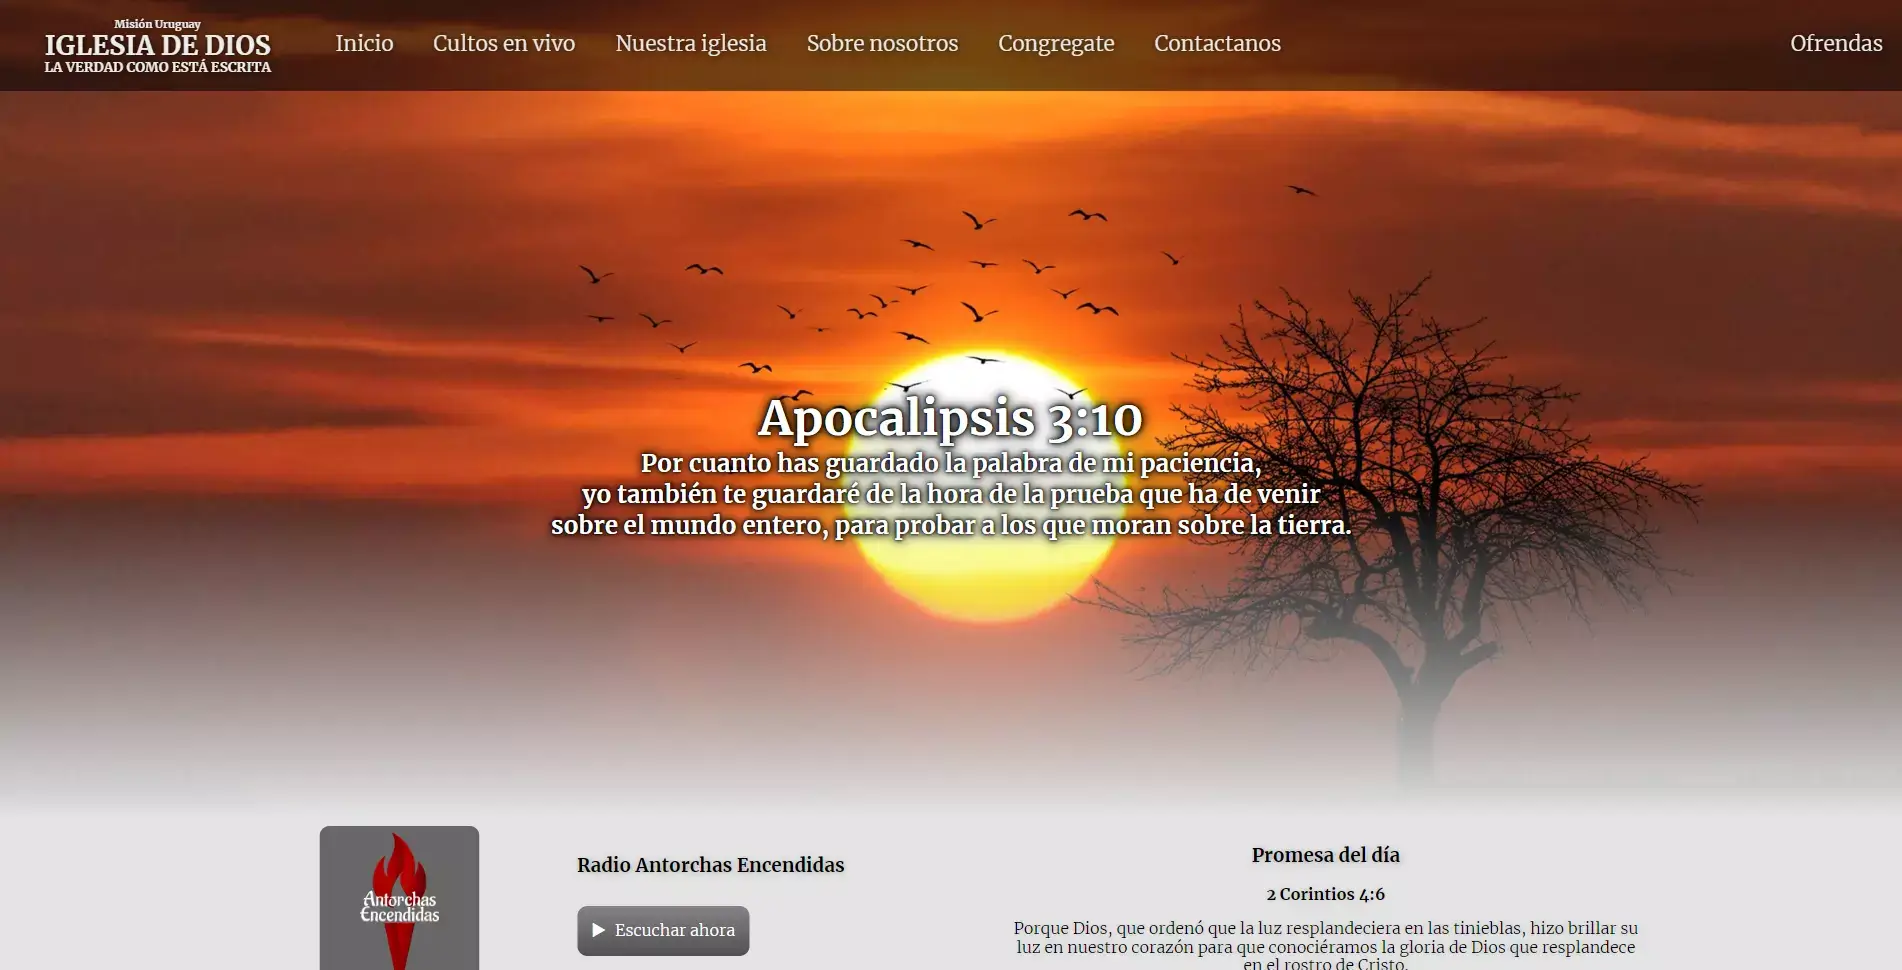 Misión Uruguay
IGLESIA DE DIOS
LA VERDAD COMO ESTÁ ESCRITA
Inicio
Cultos en vivo
Nuestra iglesia
Sobre nosotros
Congregate
Contactanos
Ofrendas
Apocalipsis 3:10
Por cuanto has guardado la palabra de mi paciencia,
yo también te guardaré de la hora de la prueba que ha de venir
sobre el mundo entero, para probar a los que moran sobre la tierra.
Antorchas
Encendidas
Radio Antorchas Encendidas
Escuchar ahora
Promesa del día
2 Corintios 4:6
Porque Dios, que ordenó que la luz resplandeciera en las tinieblas, hizo brillar su
luz en nuestro corazón para que conociéramos la gloria de Dios que resplandece
en el rostro de Cristo.